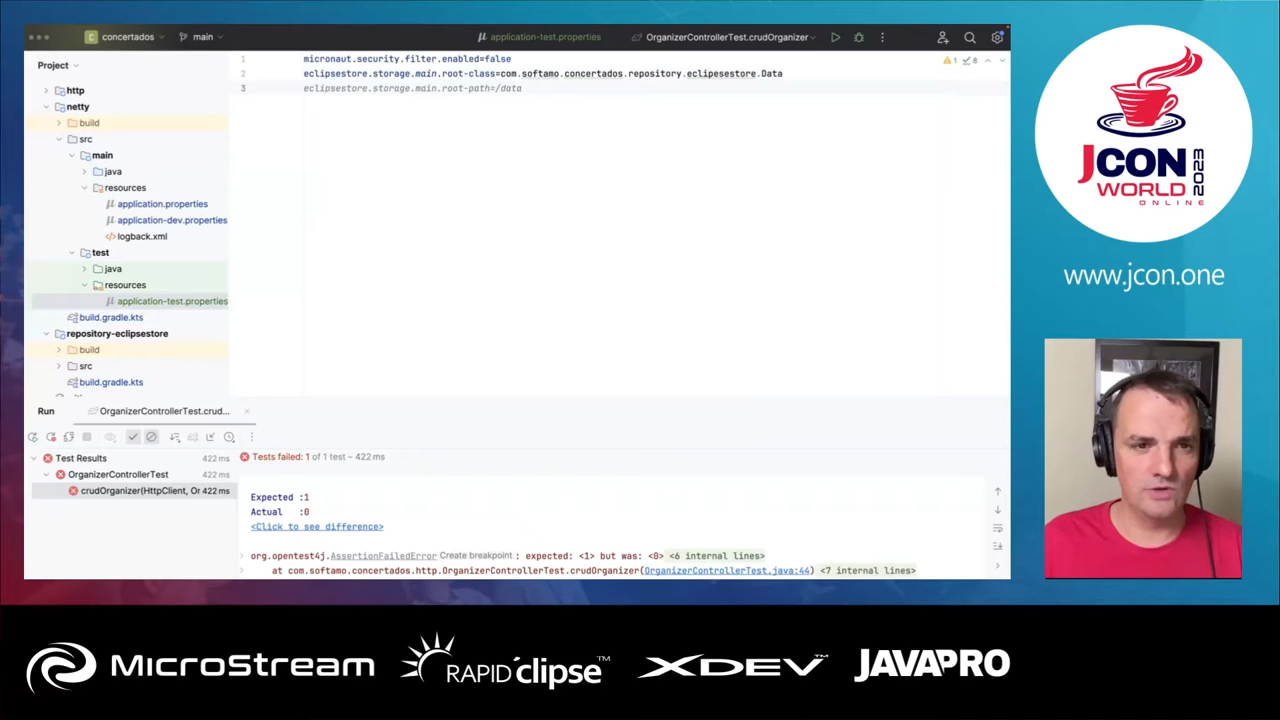 concertados
main
application-test.properties
OrganizerControllerTest.crudOrganizer
Project
1 micronaut.security.filter.enabled=false
2 eclipsestore.storage.main.root-class=com.softamo.concertados.repository.eclipesestore.Data
3 eclipsestore.storage.main.root-path=/data
1 8
http
netty
build
src
main
java
resources
application.properties
application-dev.properties
logback.xml
test
java
resources
application-test.properties
build.gradle.kts
repository-eclipsestore
build
src
build.gradle.kts
Run
OrganizerControllerTest.crud...
Test Results 422 ms
OrganizerControllerTest 422 ms
crudOrganizer(HttpClient, Or 422 ms
Tests failed: 1 of 1 test – 422 ms
Expected :1
Actual :0
<Click to see difference>
org.opentest4j.AssertionFailedError Create breakpoint : expected: <1> but was: <0> <6 internal lines>
at com.softamo.concertados.http.OrganizerControllerTest.crudOrganizer(OrganizerControllerTest.java:44) <7 internal lines>
JCON
WORLD
ONLINE
2023
www.jcon.one
MicroStream
RAPID'clipse™
XDEV™
JAVAPRO